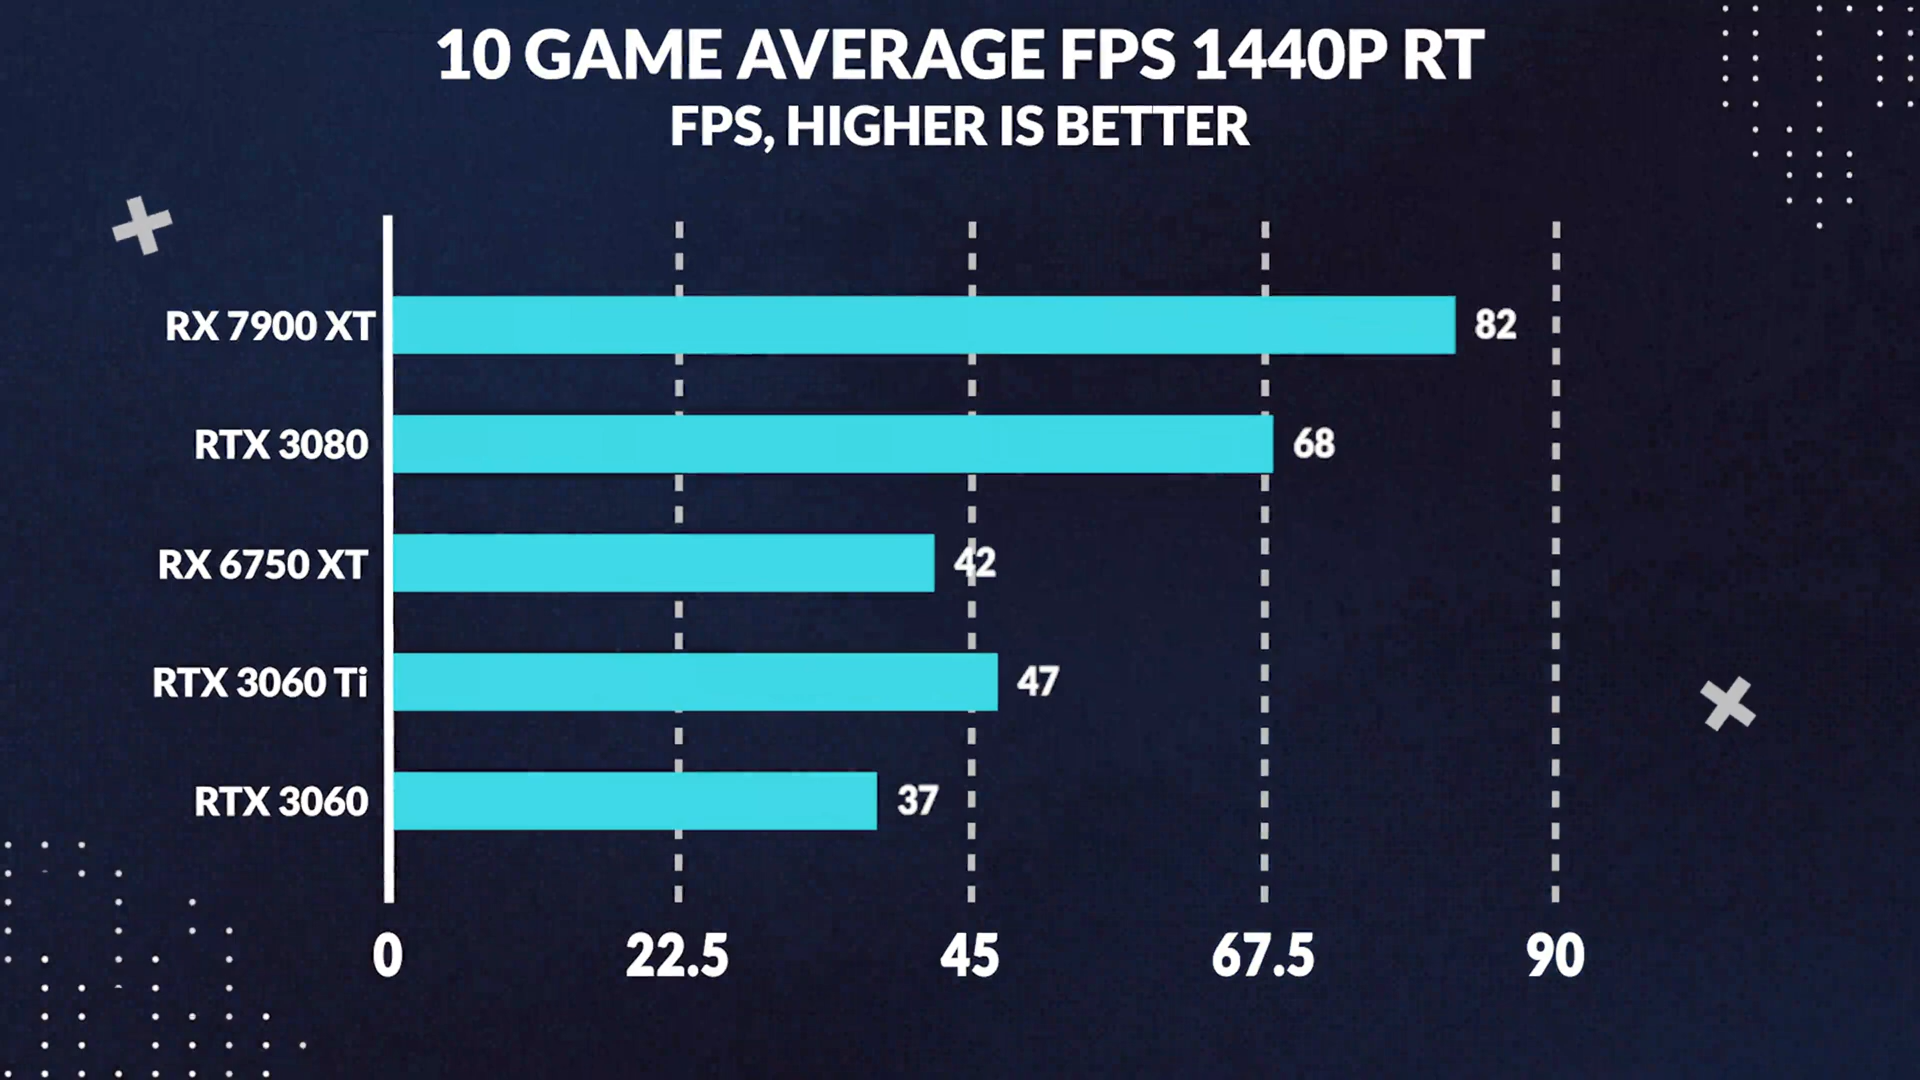 10 GAME AVERAGE FPS 1440P RT
FPS, HIGHER IS BETTER
RX 7900 XT 82
RTX 3080 68
RX 6750 XT 42
RTX 3060 Ti 47
RTX 3060 37
0 22.5 45 67.5 90